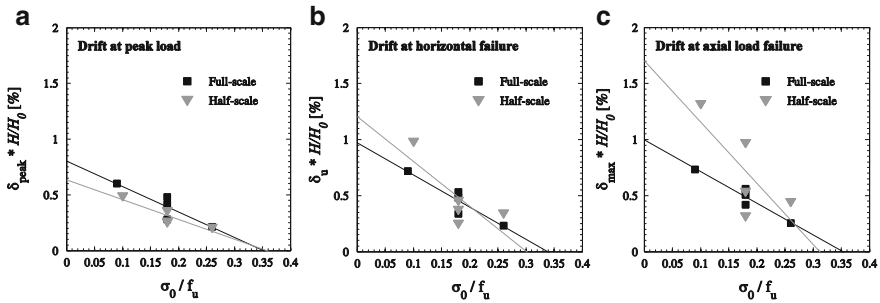 a
Drift at peak load
Full-scale
Half-scale
2
1.5
1
0.5
0
0 0.05 0.1 0.15 0.2 0.25 0.3 0.35 0.4
δpeak * H/H0 [%]
σ0 / fu
b
Drift at horizontal failure
Full-scale
Half-scale
2
1.5
1
0.5
0
0 0.05 0.1 0.15 0.2 0.25 0.3 0.35 0.4
δu * H/H0 [%]
σ0 / fu
c
Drift at axial load failure
Full-scale
Half-scale
2
1.5
1
0.5
0
0 0.05 0.1 0.15 0.2 0.25 0.3 0.35 0.4
δmax * H/H0 [%]
σ0 / fu